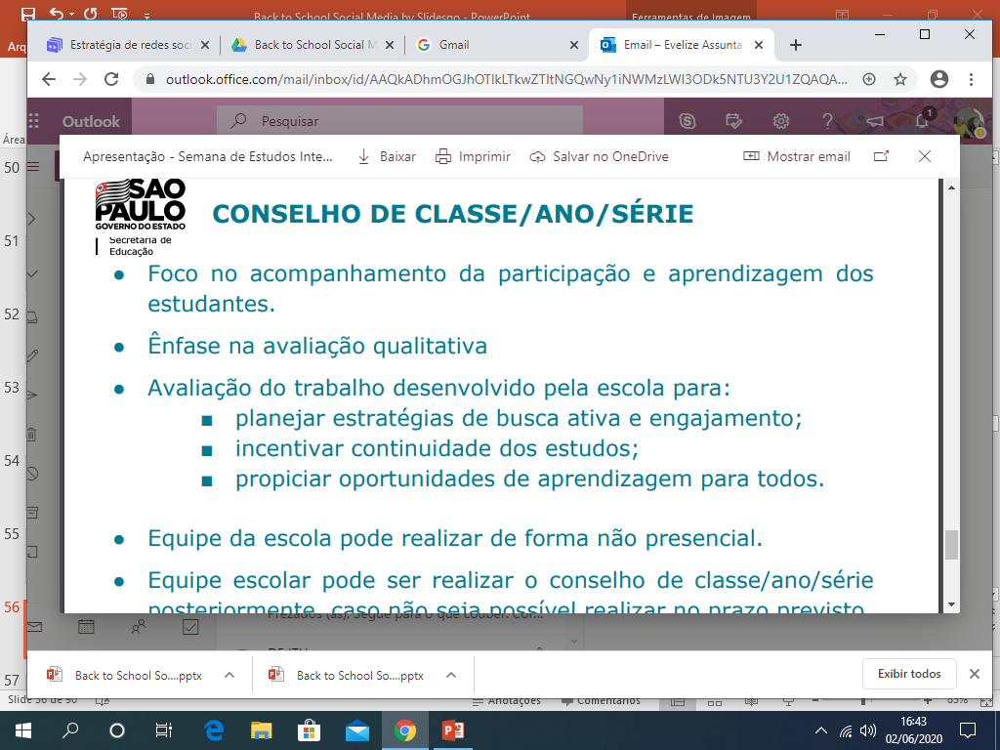 Back to School Social Media by Slidesgo - PowerPoint
Ferramentas de Imagem
Arq
Estratégia de redes soci
Back to School Social M
Gmail
Email – Evelize Assunta
outlook.office.com/mail/inbox/id/
Outlook
Pesquisar
1
Área
Apresentação - Semana de Estudos Inte...
Baixar
Imprimir
Salvar no OneDrive
Mostrar email
50
51
52
53
54
55
56
57
SÃO
PAULO
GOVERNO DO ESTADO
Secretaria de
Educação
CONSELHO DE CLASSE/ANO/SÉRIE
● Foco no acompanhamento da participação e aprendizagem dos
estudantes.
● Ênfase na avaliação qualitativa
● Avaliação do trabalho desenvolvido pela escola para:
■ planejar estratégias de busca ativa e engajamento;
■ incentivar continuidade dos estudos;
■ propiciar oportunidades de aprendizagem para todos.
● Equipe da escola pode realizar de forma não presencial.
● Equipe escolar pode ser realizar o conselho de classe/ano/série
posteriormente, caso não seja possível realizar no prazo previsto.
Prezados (as), Segue para o que couber. Cor...
Back to School So....pptx
Back to School So....pptx
Exibir todos
Slide 56 de 90
Anotações
Comentários
85%
16:43
02/06/2020